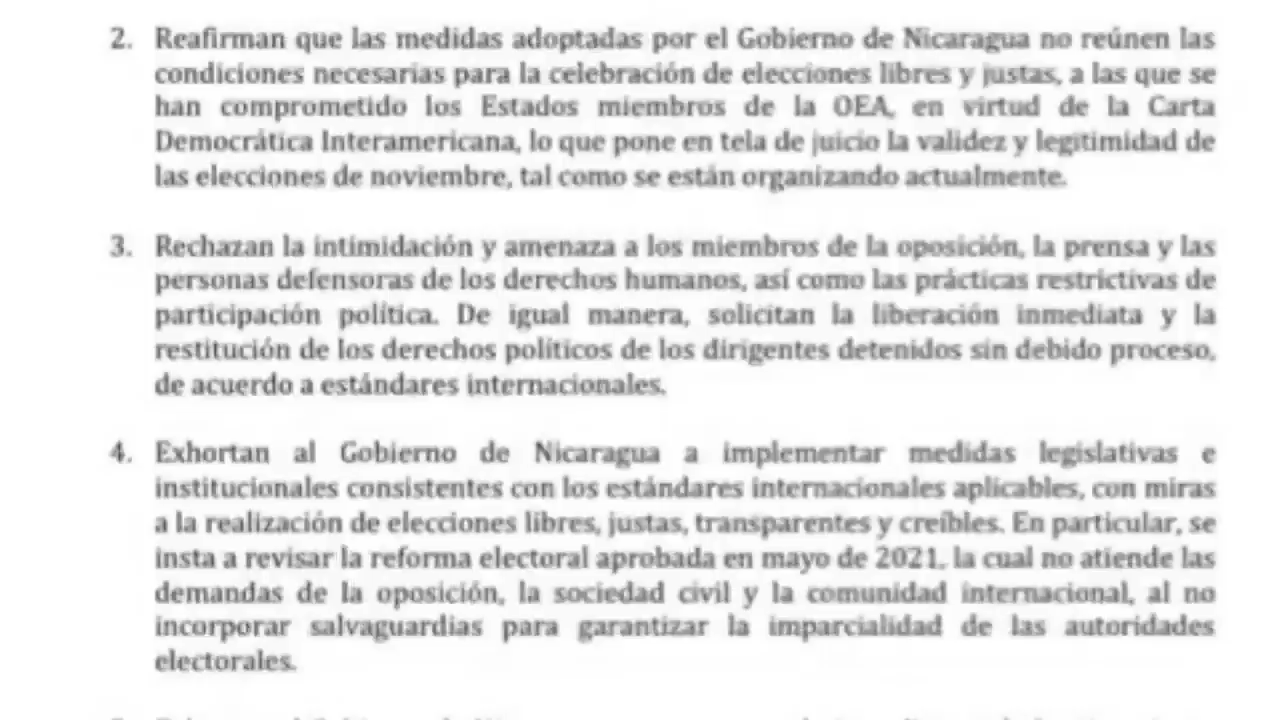 2. Reafirman que las medidas adoptadas por el Gobierno de Nicaragua no reúnen las
condiciones necesarias para la celebración de elecciones libres y justas, a las que se
han comprometido los Estados miembros de la OEA, en virtud de la Carta
Democrática Interamericana, lo que pone en tela de juicio la validez y legitimidad de
las elecciones de noviembre, tal como se están organizando actualmente.
3. Rechazan la intimidación y amenaza a los miembros de la oposición, la prensa y las
personas defensoras de los derechos humanos, así como las prácticas restrictivas de
participación política. De igual manera, solicitan la liberación inmediata y la
restitución de los derechos políticos de los dirigentes detenidos sin debido proceso,
de acuerdo a estándares internacionales.
4. Exhortan al Gobierno de Nicaragua a implementar medidas legislativas e
institucionales consistentes con los estándares internacionales aplicables, con miras
a la realización de elecciones libres, justas, transparentes y creíbles. En particular, se
insta a revisar la reforma electoral aprobada en mayo de 2021, la cual no atiende las
demandas de la oposición, la sociedad civil y la comunidad internacional, al no
incorporar salvaguardias para garantizar la imparcialidad de las autoridades
electorales.